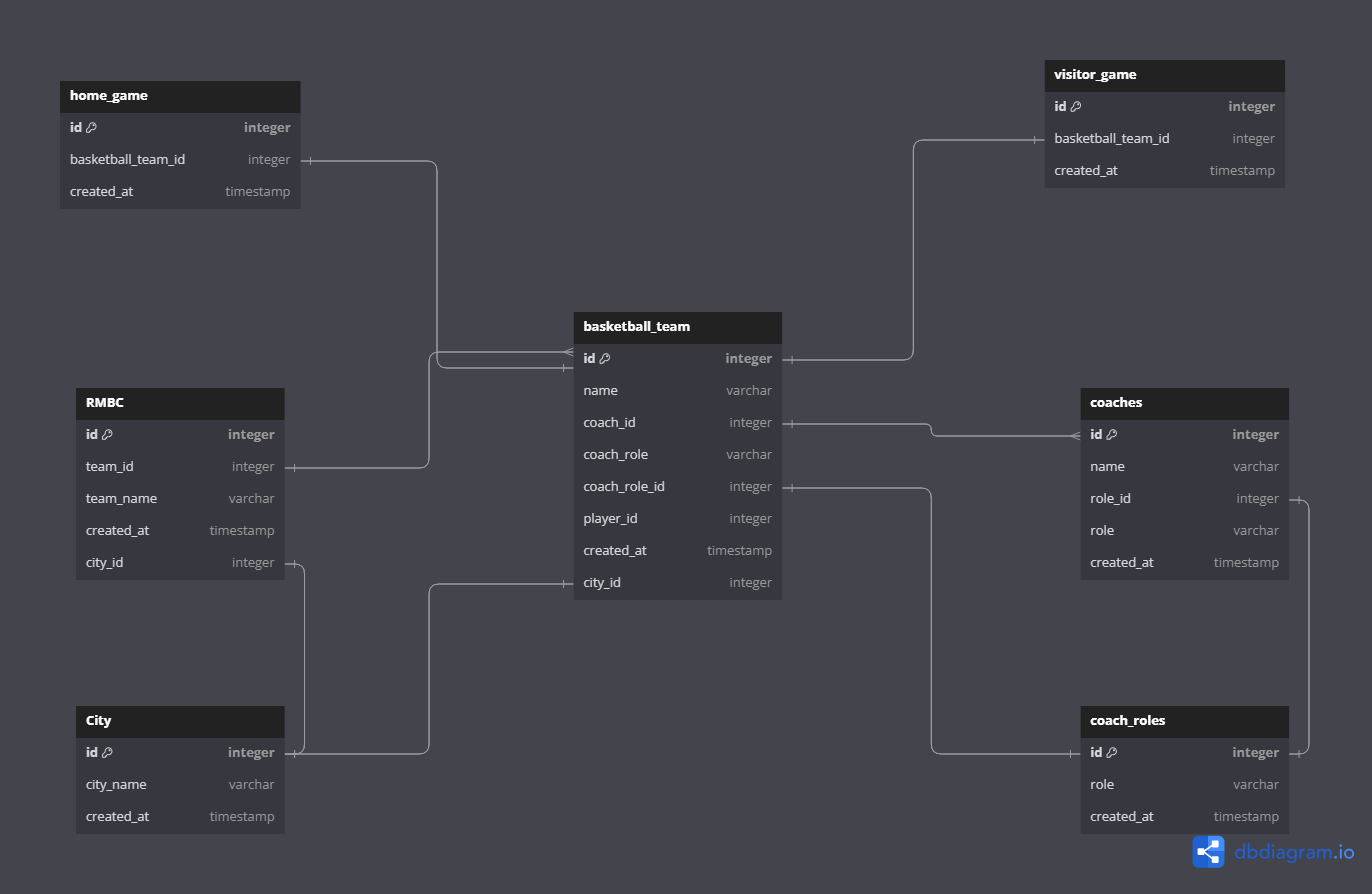 home_game
id integer
basketball_team_id integer
created_at timestamp
visitor_game
id integer
basketball_team_id integer
created_at timestamp
basketball_team
id integer
name varchar
coach_id integer
coach_role varchar
coach_role_id integer
player_id integer
created_at timestamp
city_id integer
RMBC
id integer
team_id integer
team_name varchar
created_at timestamp
city_id integer
coaches
id integer
name varchar
role_id integer
role varchar
created_at timestamp
City
id integer
city_name varchar
created_at timestamp
coach_roles
id integer
role varchar
created_at timestamp
dbdiagram.io